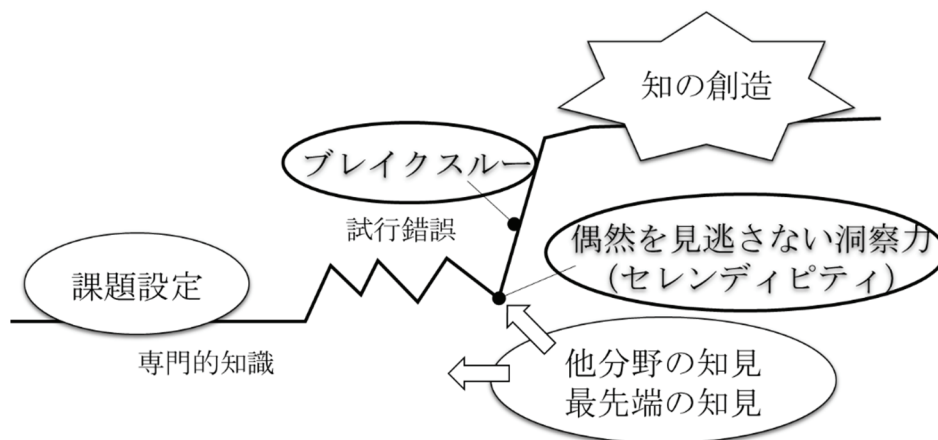 知の創造
ブレイクスルー
試行錯誤
偶然を見逃さない洞察力
（セレンディピティ）
課題設定
専門的知識
他分野の知見
最先端の知見